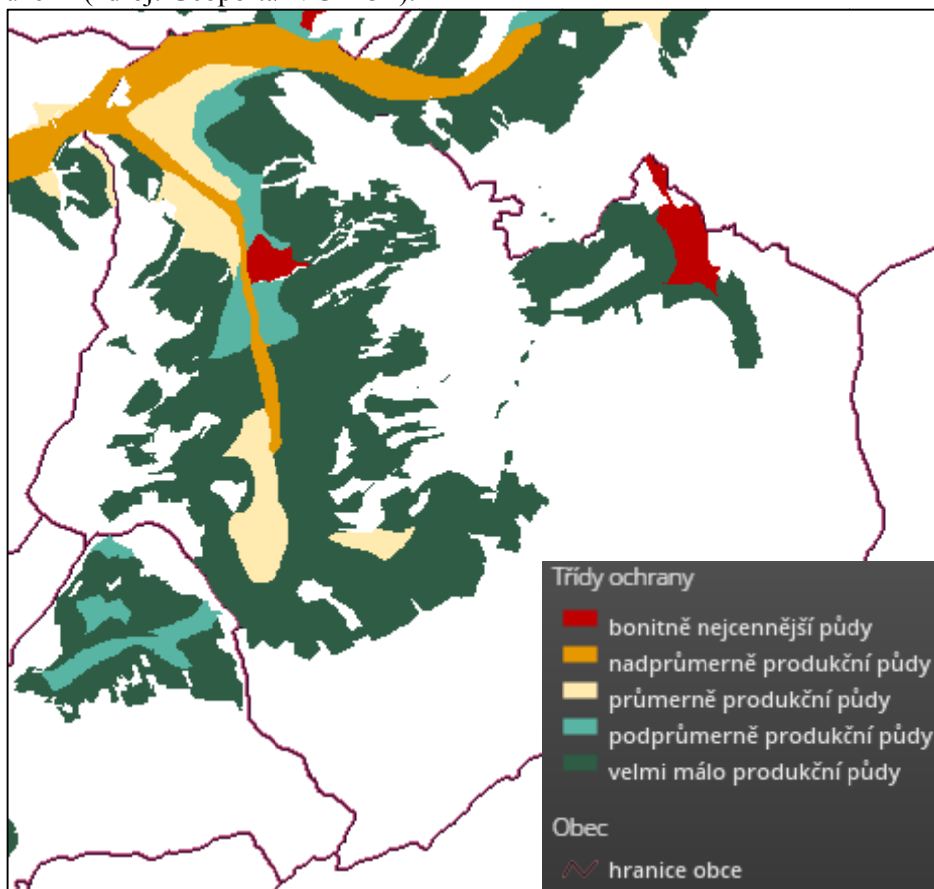 Třídy ochrany
bonitně nejcennější půdy
nadprůmerně produkční půdy
průmerně produkční půdy
podprůmerně produkční půdy
velmi málo produkční půdy
Obec
hranice obce